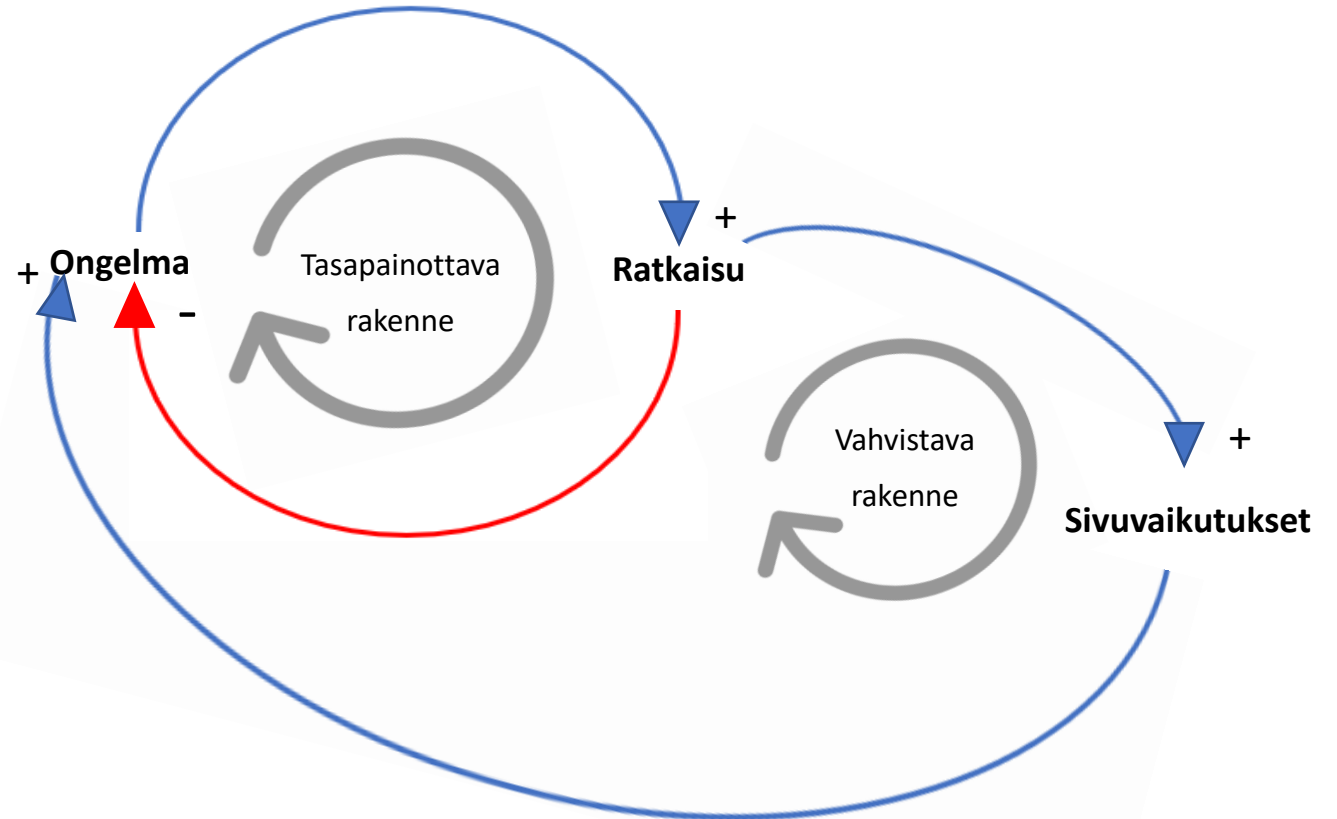 +
+ Ongelma
-
Tasapainottava
rakenne
Ratkaisu
Vahvistava
rakenne
+
Sivuvaikutukset